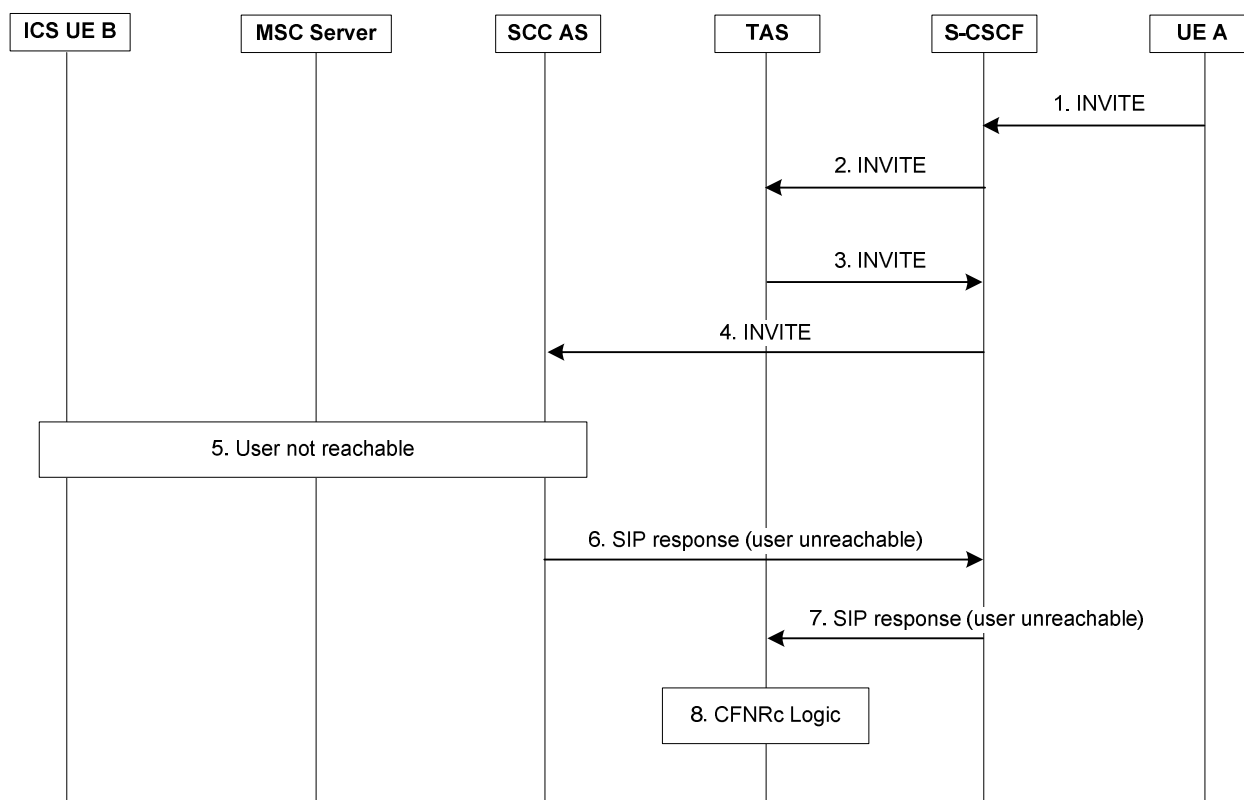 ICS UE B
MSC Server
SCC AS
TAS
S-CSCF
UE A
1. INVITE
2. INVITE
3. INVITE
4. INVITE
5. User not reachable
6. SIP response (user unreachable)
7. SIP response (user unreachable)
8. CFNRc Logic